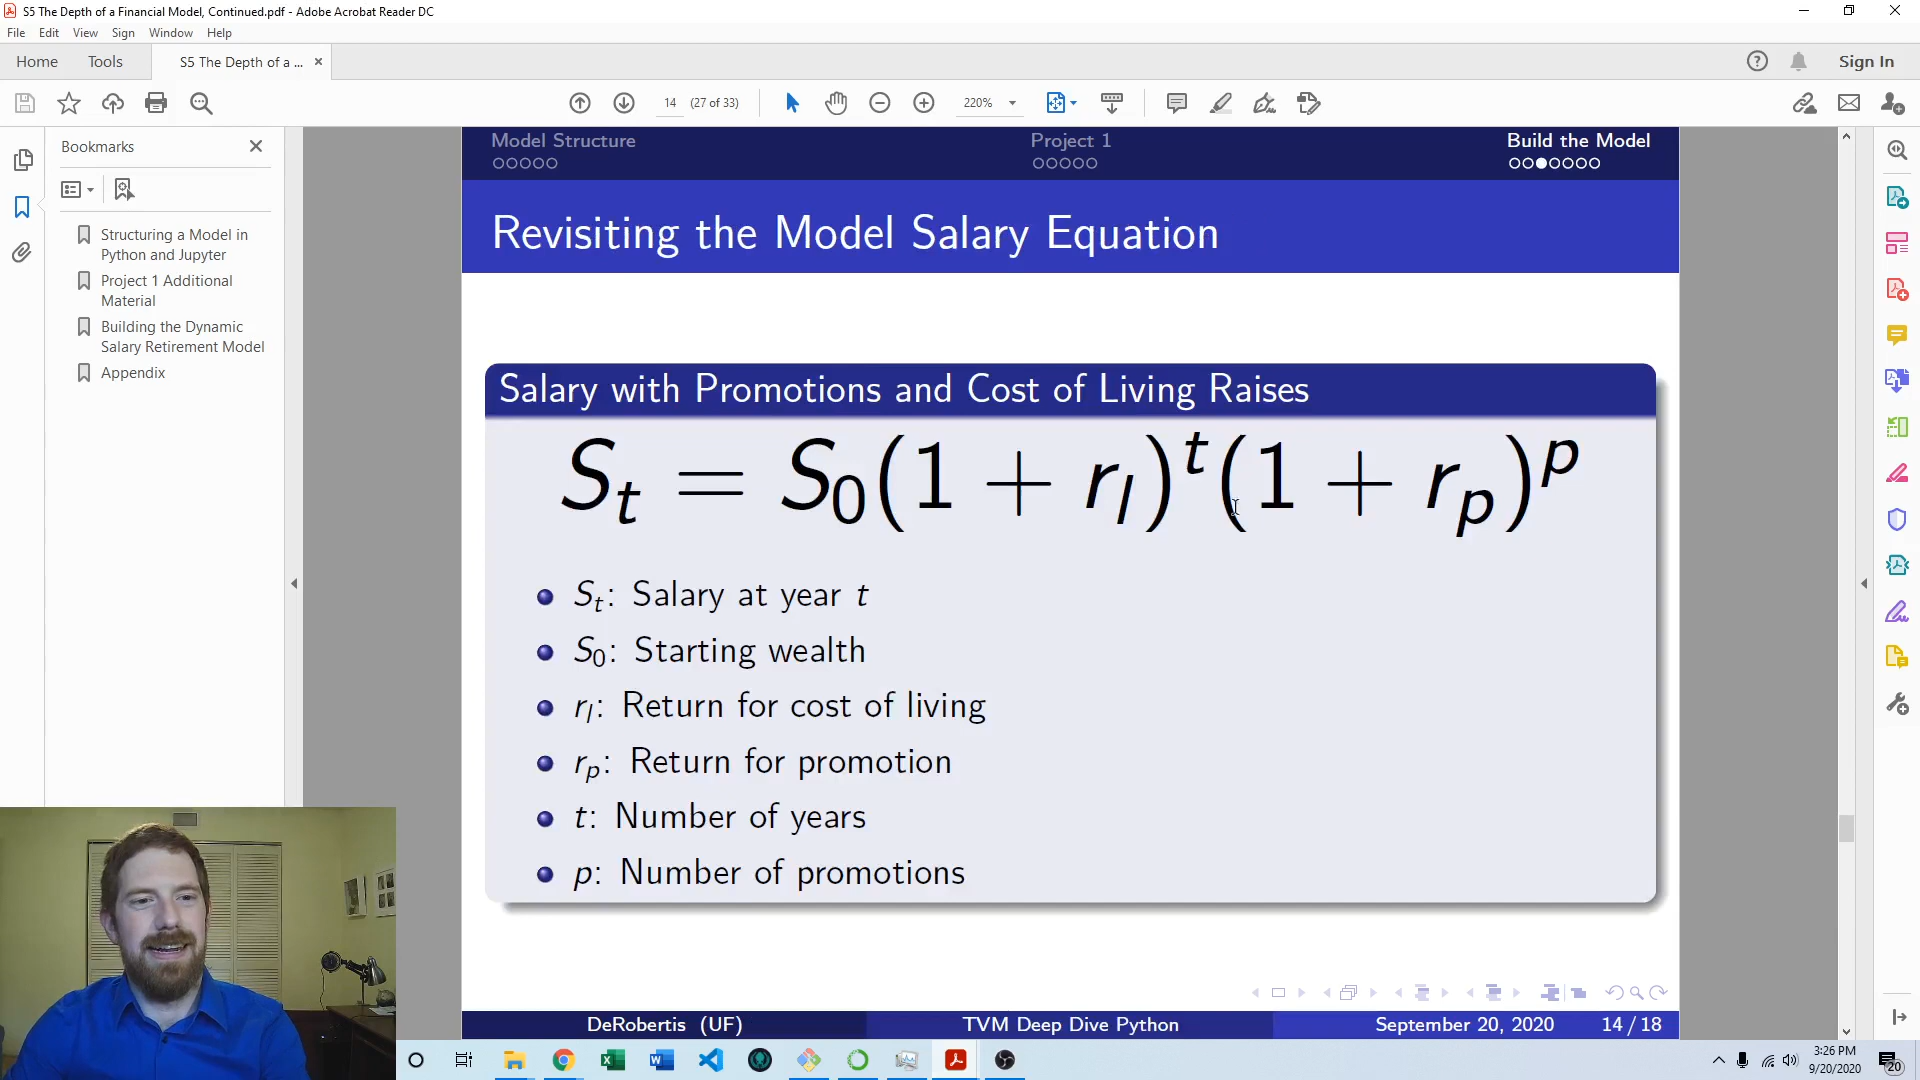 S5 The Depth of a Financial Model, Continued.pdf - Adobe Acrobat Reader DC
File Edit View Sign Window Help
Home Tools S5 The Depth of a ... Sign In
14 (27 of 33) 220%
Bookmarks
Structuring a Model in
Python and Jupyter
Project 1 Additional
Material
Building the Dynamic
Salary Retirement Model
Appendix
Model Structure Project 1 Build the Model
Revisiting the Model Salary Equation
Salary with Promotions and Cost of Living Raises
S_t = S_0(1 + r_l)^t(1 + r_p)^p
S_t: Salary at year t
S_0: Starting wealth
r_l: Return for cost of living
r_p: Return for promotion
t: Number of years
p: Number of promotions
DeRobertis (UF) TVM Deep Dive Python September 20, 2020 14 / 18
3:26 PM
9/20/2020
20